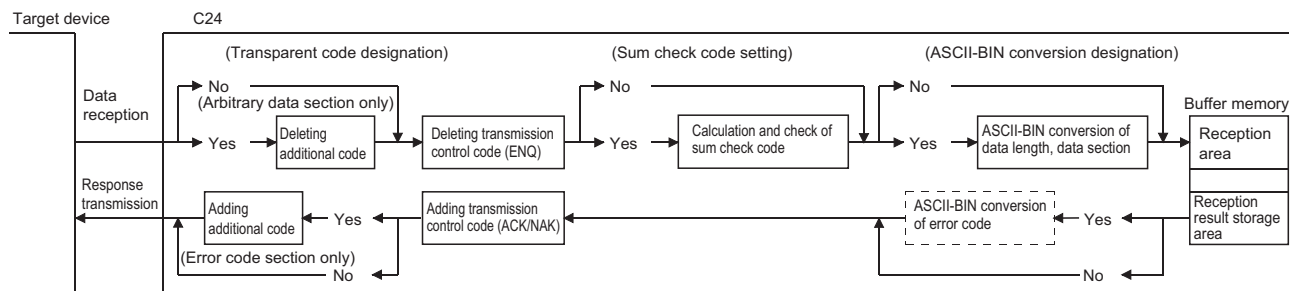 Target device
C24
(Transparent code designation)
(Sum check code setting)
(ASCII-BIN conversion designation)
Data
reception
No
(Arbitrary data section only)
Yes
Deleting
additional code
Deleting transmission
control code (ENQ)
No
Yes
Calculation and check of
sum check code
No
Yes
ASCII-BIN conversion of
data length, data section
Buffer memory
Reception
area
Response
transmission
Adding
additional code
Yes
(Error code section only)
No
Adding transmission
control code (ACK/NAK)
ASCII-BIN conversion
of error code
Yes
No
Reception
result storage
area